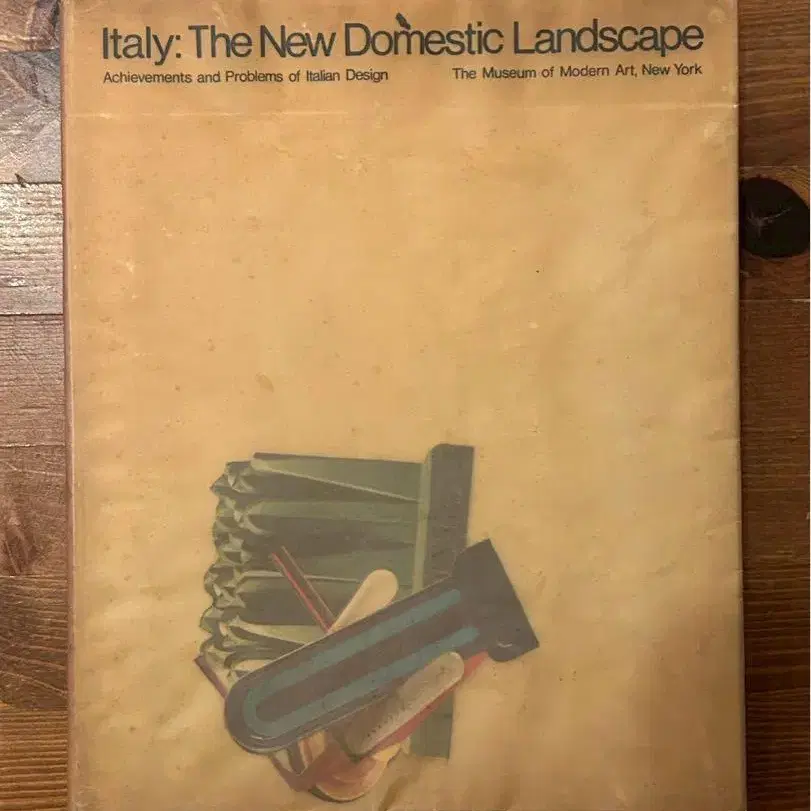 Italy: The New Domestic Landscape
Achievements and Problems of Italian Design The Museum of Modern Art, New York